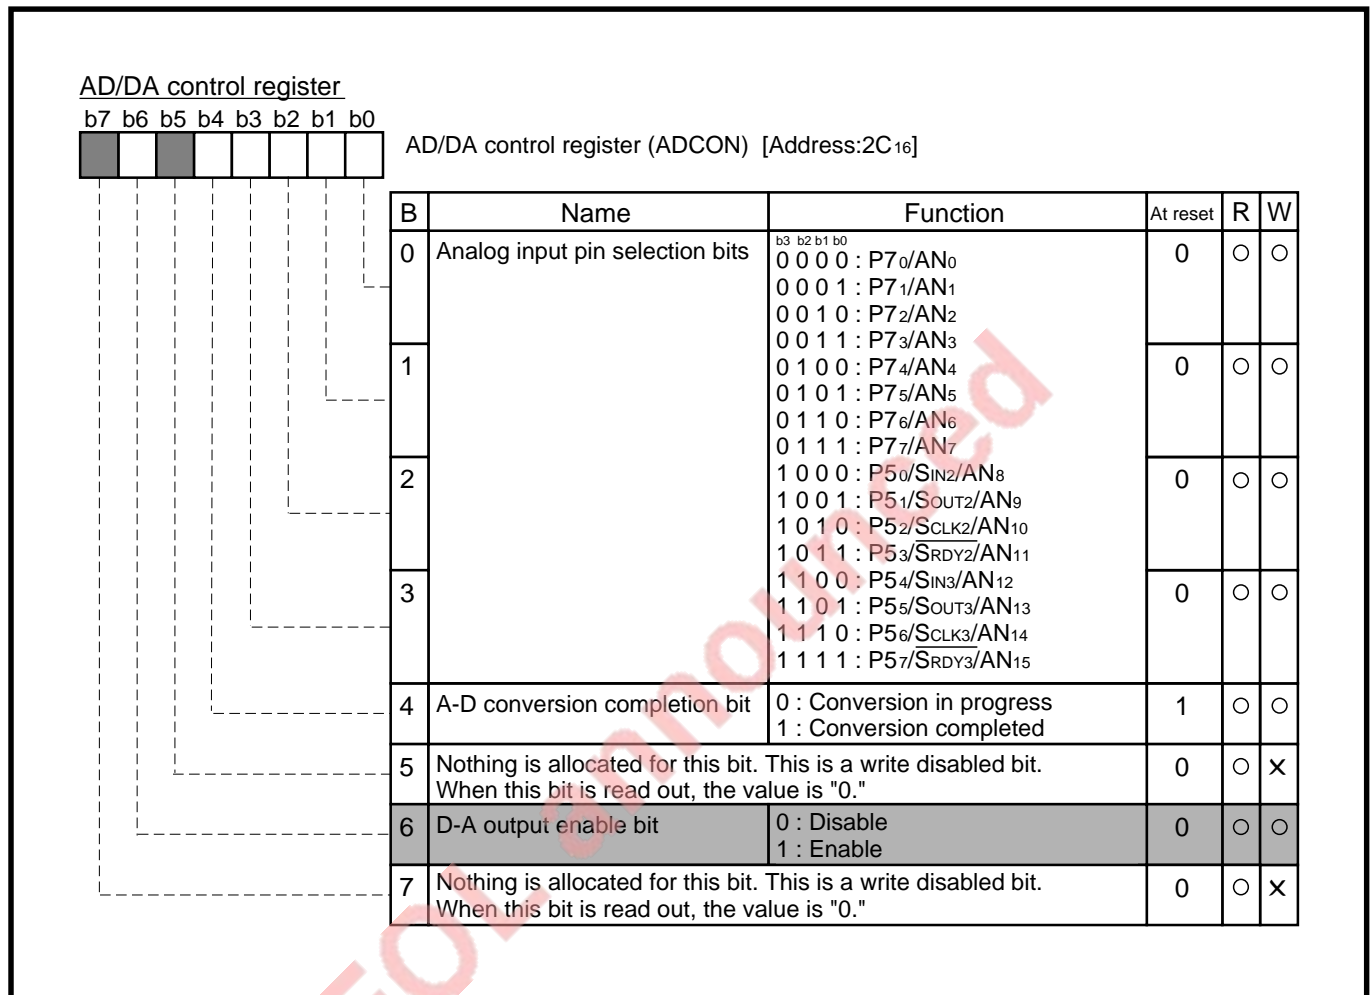 AD/DA control register
b7 b6 b5 b4 b3 b2 b1 b0
AD/DA control register (ADCON) [Address:2C16]
B Name Function At reset R W
0 Analog input pin selection bits b3 b2 b1 b0 0 ○ ○
0 0 0 0 : P70/AN0
0 0 0 1 : P71/AN1
0 0 1 0 : P72/AN2
0 0 1 1 : P73/AN3
1 0 1 0 0 : P74/AN4 0 ○ ○
0 1 0 1 : P75/AN5
0 1 1 0 : P76/AN6
0 1 1 1 : P77/AN7
2 1 0 0 0 : P50/SIN2/AN8 0 ○ ○
1 0 0 1 : P51/SOUT2/AN9
1 0 1 0 : P52/SCLK2/AN10
1 0 1 1 : P53/SRDY2/AN11
3 1 1 0 0 : P54/SIN3/AN12 0 ○ ○
1 1 0 1 : P55/SOUT3/AN13
1 1 1 0 : P56/SCLK3/AN14
1 1 1 1 : P57/SRDY3/AN15
4 A-D conversion completion bit 0 : Conversion in progress 1 ○ ○
1 : Conversion completed
5 Nothing is allocated for this bit. This is a write disabled bit. 0 ○ ×
When this bit is read out, the value is "0."
6 D-A output enable bit 0 : Disable 0 ○ ○
1 : Enable
7 Nothing is allocated for this bit. This is a write disabled bit. 0 ○ ×
When this bit is read out, the value is "0."
EOL announced